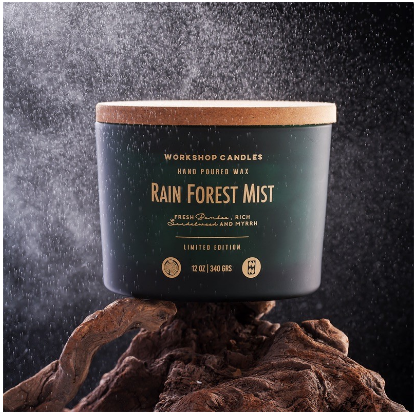 WORKSHOP CANDLES
HAND POURED WAX
RAIN FOREST MIST
FRESH Bamboo, RICH
Sandalwood AND MYRRH
LIMITED EDITION
12 OZ | 340 GRS